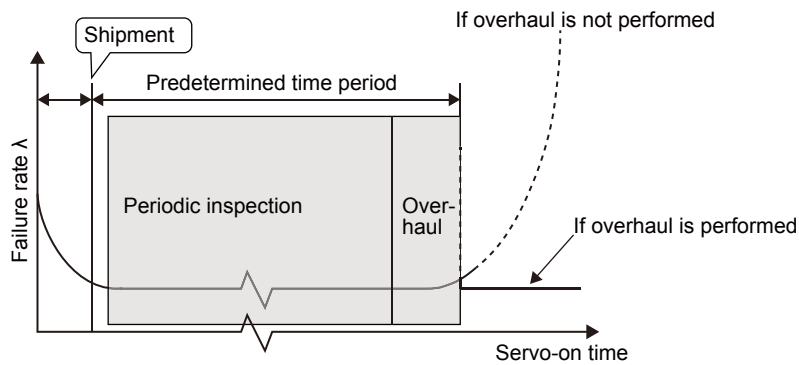 If overhaul is not performed
Shipment
Predetermined time period
Failure rate λ
Periodic inspection
Over-
haul
If overhaul is performed
Servo-on time